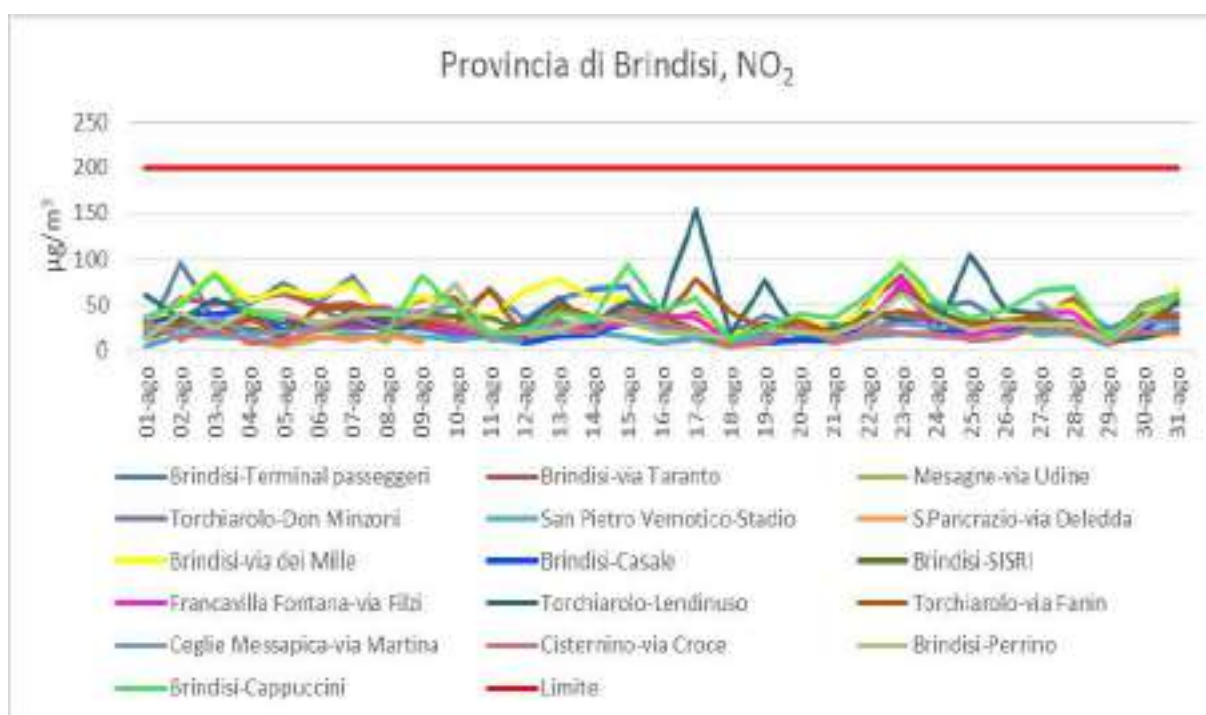 Provincia di Brindisi, NO₂
250
200
150
100
50
0
µg/m³
01-ago
02-ago
03-ago
04-ago
05-ago
06-ago
07-ago
08-ago
09-ago
10-ago
11-ago
12-ago
13-ago
14-ago
15-ago
16-ago
17-ago
18-ago
19-ago
20-ago
21-ago
22-ago
23-ago
24-ago
25-ago
26-ago
27-ago
28-ago
29-ago
30-ago
31-ago
Brindisi-Terminal passeggeri Brindisi-via Taranto Mesagne-via Udine
Torchiarolo-Don Minzoni San Pietro Vernotico-Stadio S.Pancrazio-via Deledda
Brindisi-via dei Mille Brindisi-Casale Brindisi-SISRI
Francavilla Fontana-via Filzi Torchiarolo-Lendinuso Torchiarolo-via Fanin
Ceglie Messapica-via Martina Cisternino-via Croce Brindisi-Perrino
Brindisi-Cappuccini Limite